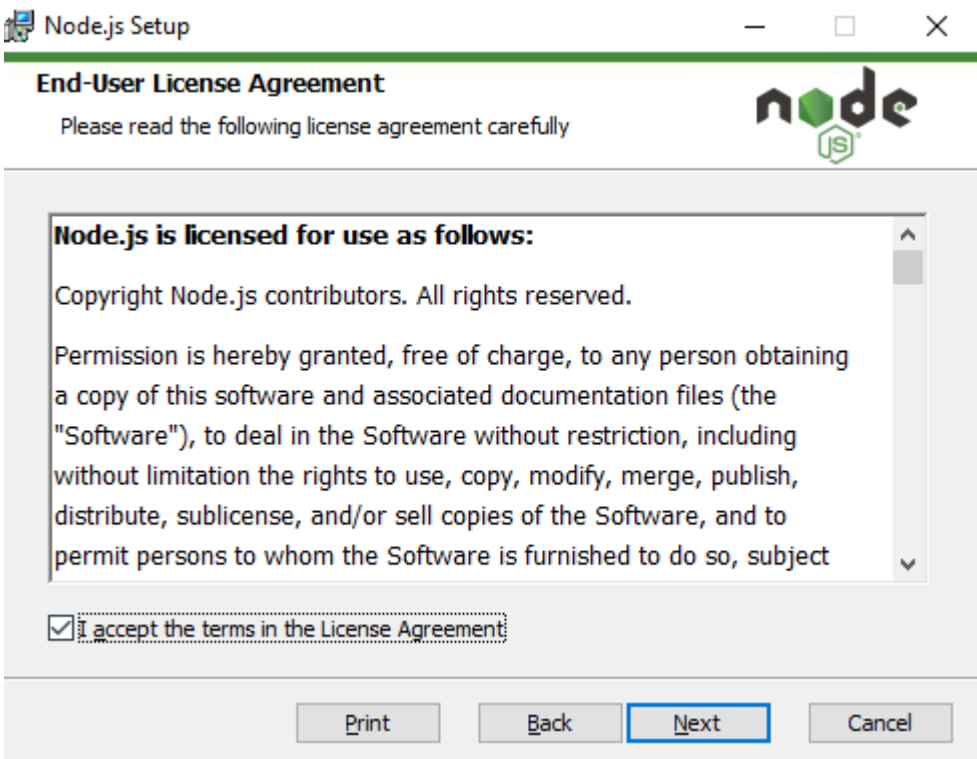 Node.js Setup
End-User License Agreement
Please read the following license agreement carefully
node
JS
Node.js is licensed for use as follows:
Copyright Node.js contributors. All rights reserved.
Permission is hereby granted, free of charge, to any person obtaining
a copy of this software and associated documentation files (the
"Software"), to deal in the Software without restriction, including
without limitation the rights to use, copy, modify, merge, publish,
distribute, sublicense, and/or sell copies of the Software, and to
permit persons to whom the Software is furnished to do so, subject
I accept the terms in the License Agreement
Print Back Next Cancel